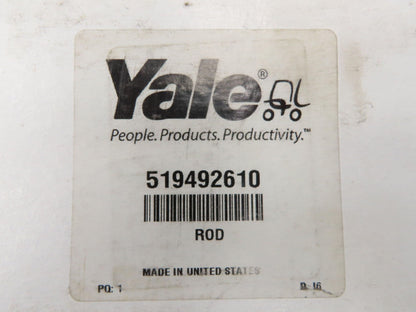 Yale®
People. Products. Productivity.™
519492610
ROD
MADE IN UNITED STATES
PQ: 1